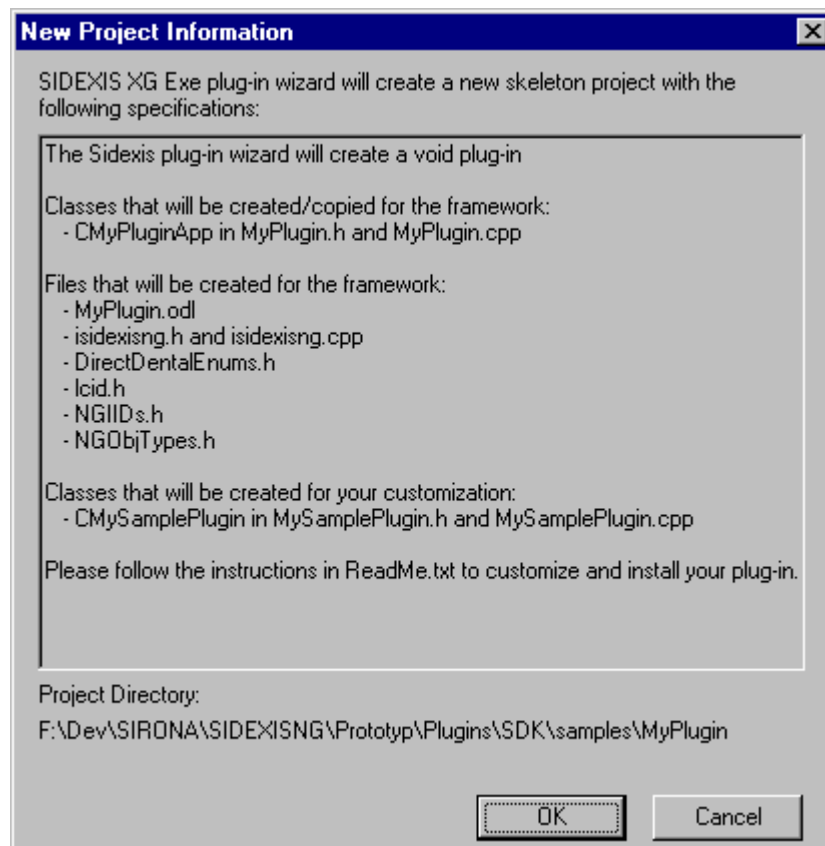 New Project Information
SIDEXIS XG Exe plug-in wizard will create a new skeleton project with the
following specifications:
The Sidexis plug-in wizard will create a void plug-in
Classes that will be created/copied for the framework:
- CMyPluginApp in MyPlugin.h and MyPlugin.cpp
Files that will be created for the framework:
- MyPlugin.odl
- isidexisng.h and isidexisng.cpp
- DirectDentalEnums.h
- lcid.h
- NGIIDs.h
- NGObjTypes.h
Classes that will be created for your customization:
- CMySamplePlugin in MySamplePlugin.h and MySamplePlugin.cpp
Please follow the instructions in ReadMe.txt to customize and install your plug-in.
Project Directory:
F:\Dev\SIRONA\SIDEXISNG\Prototyp\Plugins\SDK\samples\MyPlugin
OK Cancel